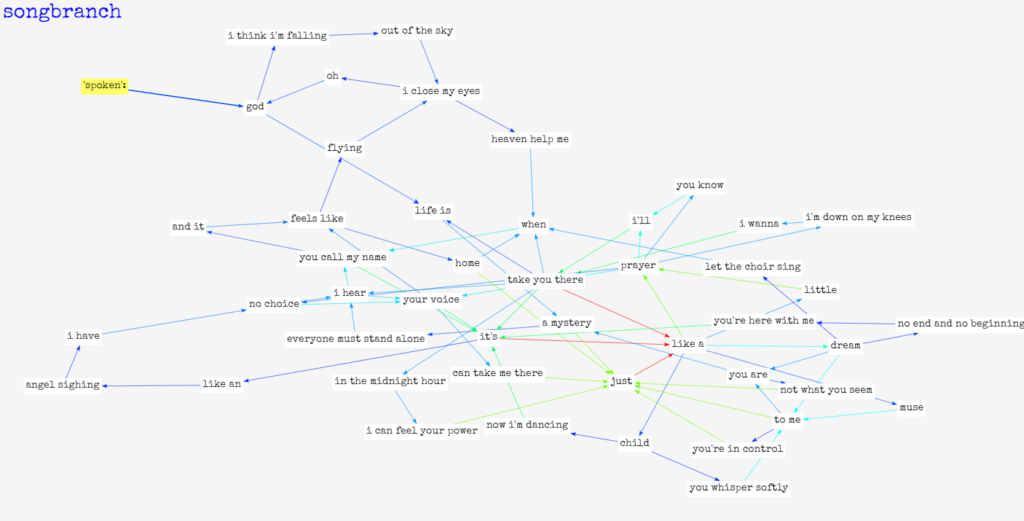 songbranch
i think i'm falling
out of the sky
'spoken':
oh
i close my eyes
god
heaven help me
flying
you know
life is
feels like
and it
when
i'll
i wanna
i'm down on my knees
you call my name
home
take you there
prayer
let the choir sing
little
i hear
no choice
your voice
a mystery
you're here with me
no end and no beginning
i have
everyone must stand alone
it's
like a
dream
can take me there
just
you are
in the midnight hour
angel sighing
like an
not what you seem
muse
to me
now i'm dancing
i can feel your power
child
you're in control
you whisper softly